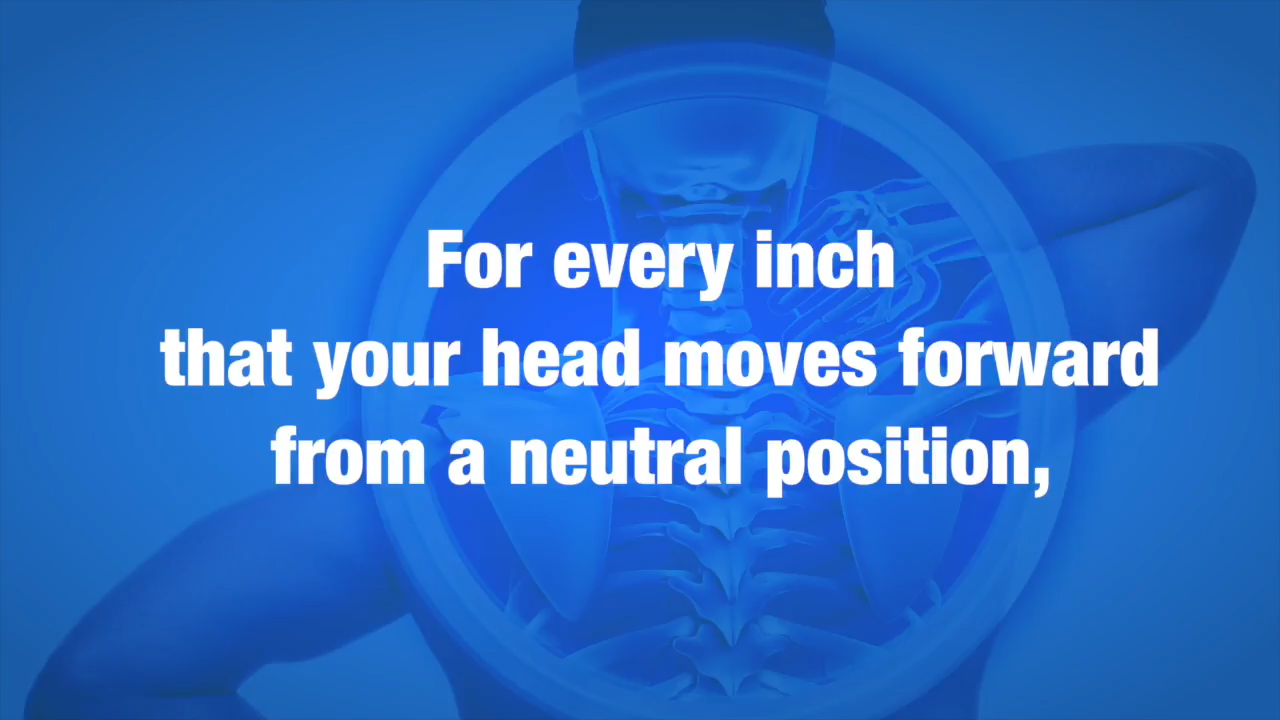 For every inch
that your head moves forward
from a neutral position,